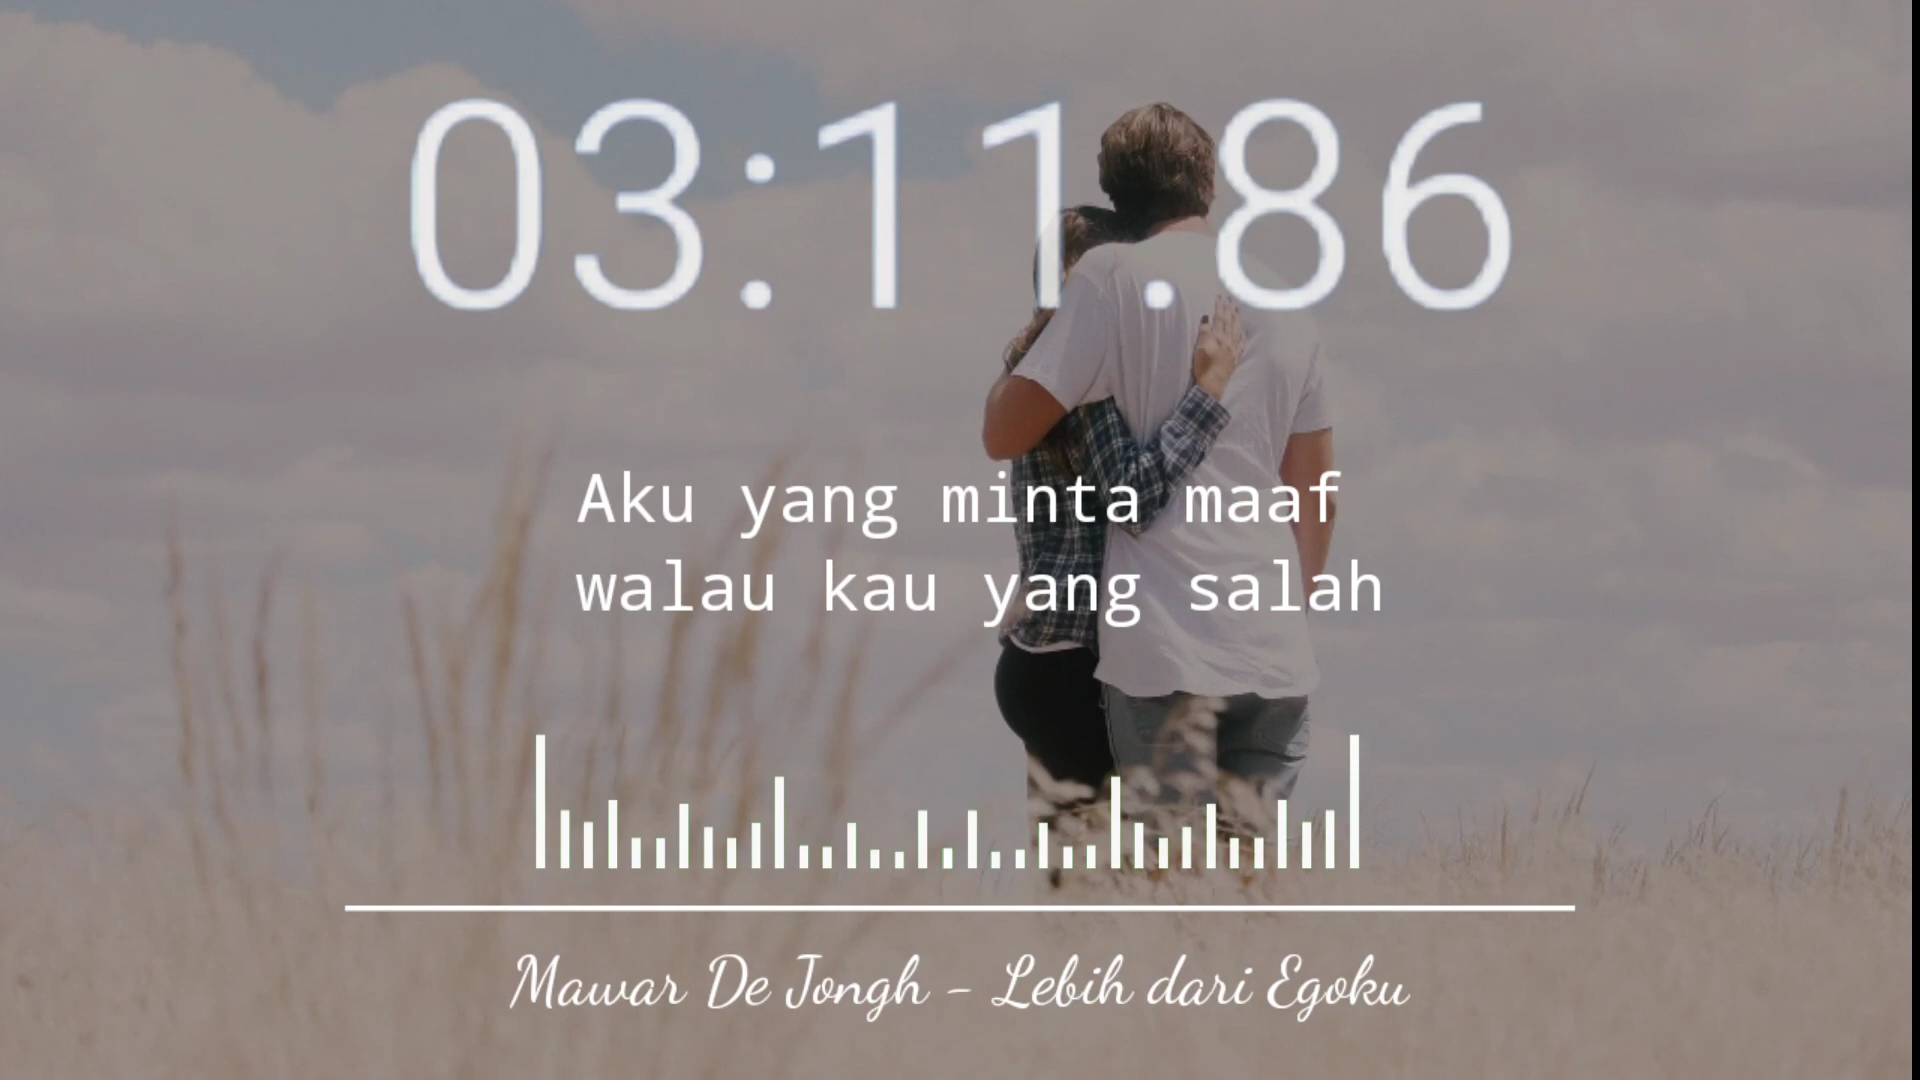 03:11.86
Aku yang minta maaf
walau kau yang salah
Mawar De Jongh - Lebih dari Egoku